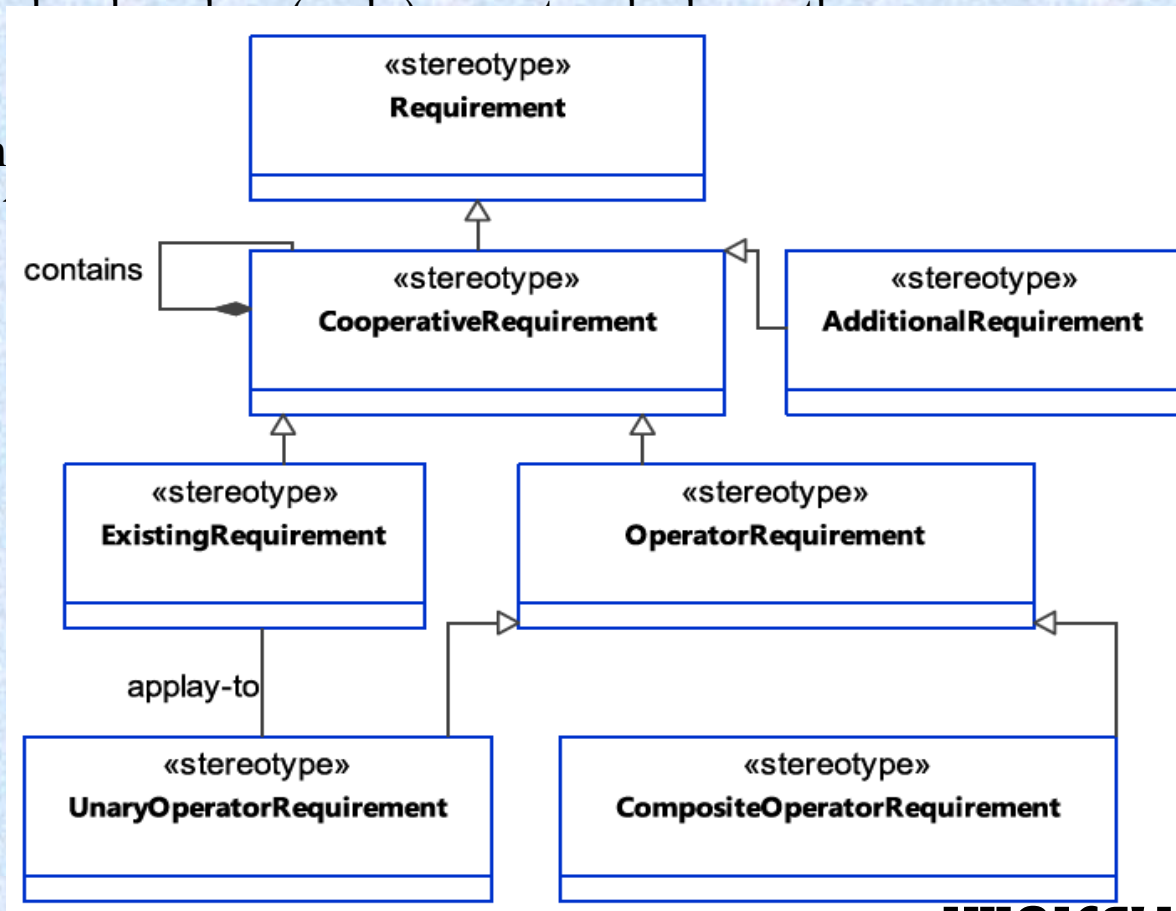 «stereotype»
Requirement
contains
«stereotype»
CooperativeRequirement
«stereotype»
AdditionalRequirement
«stereotype»
ExistingRequirement
«stereotype»
OperatorRequirement
applay-to
«stereotype»
UnaryOperatorRequirement
«stereotype»
CompositeOperatorRequirement